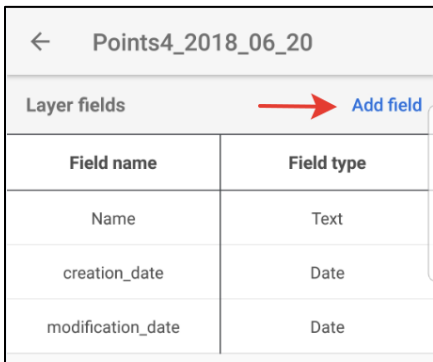 Points4_2018_06_20
Layer fields Add field
Field name Field type
Name Text
creation_date Date
modification_date Date